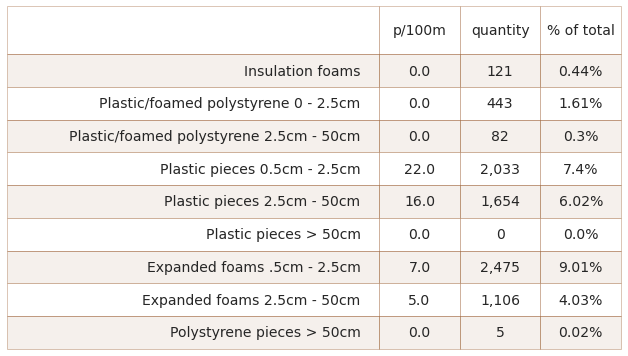 p/100m quantity % of total
Insulation foams 0.0 121 0.44%
Plastic/foamed polystyrene 0 - 2.5cm 0.0 443 1.61%
Plastic/foamed polystyrene 2.5cm - 50cm 0.0 82 0.3%
Plastic pieces 0.5cm - 2.5cm 22.0 2,033 7.4%
Plastic pieces 2.5cm - 50cm 16.0 1,654 6.02%
Plastic pieces > 50cm 0.0 0 0.0%
Expanded foams .5cm - 2.5cm 7.0 2,475 9.01%
Expanded foams 2.5cm - 50cm 5.0 1,106 4.03%
Polystyrene pieces > 50cm 0.0 5 0.02%